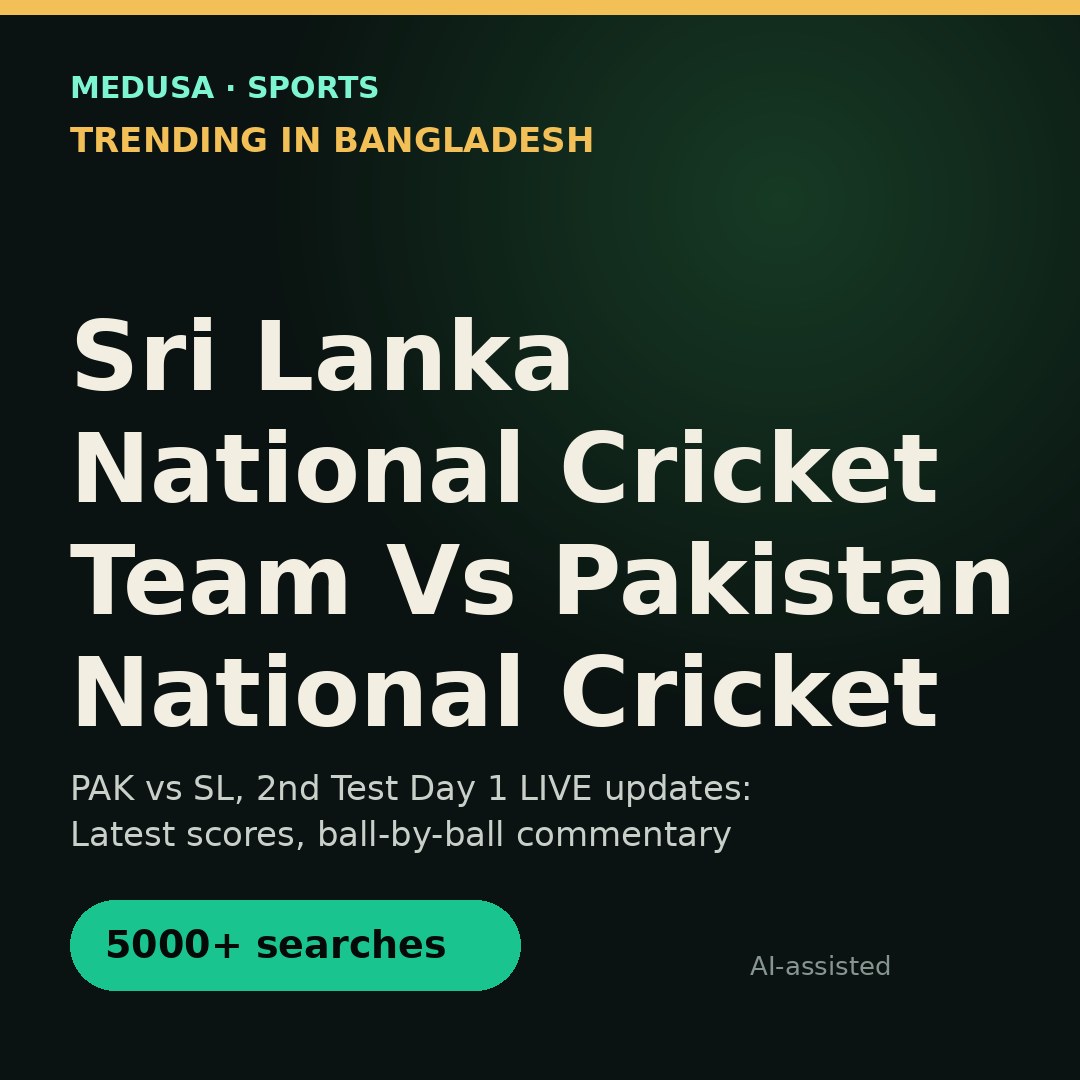 MEDUSA · SPORTS
TRENDING IN BANGLADESH
Sri Lanka
National Cricket
Team Vs Pakistan
National Cricket
PAK vs SL, 2nd Test Day 1 LIVE updates:
Latest scores, ball-by-ball commentary
5000+ searches
AI-assisted